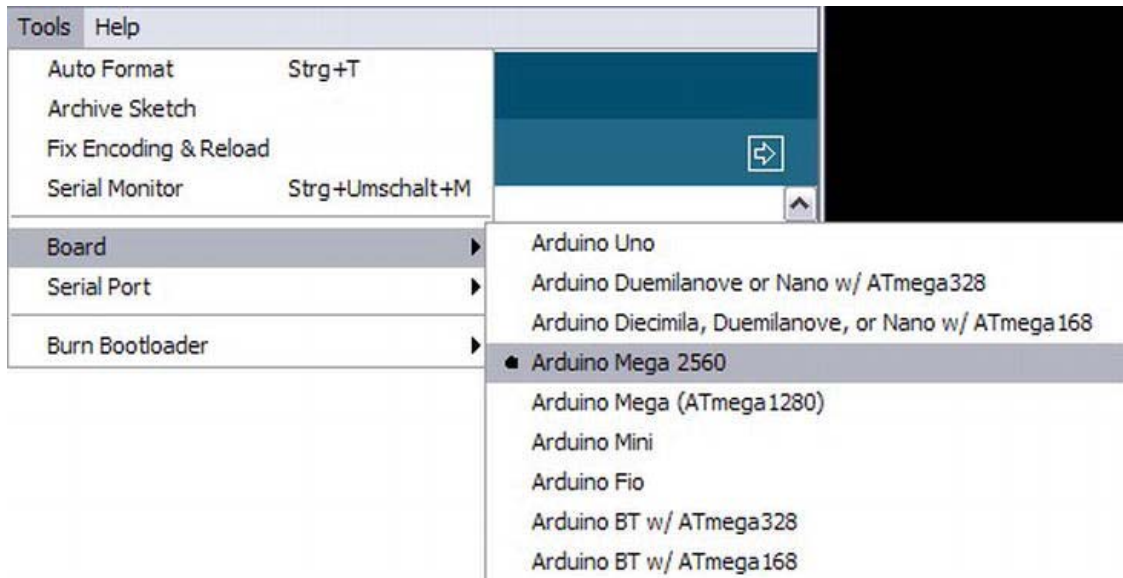 Tools Help
Auto Format Strg+T
Archive Sketch
Fix Encoding & Reload
Serial Monitor Strg+Umschalt+M
Board
Serial Port
Burn Bootloader
Arduino Uno
Arduino Duemilanove or Nano w/ ATmega328
Arduino Diecimila, Duemilanove, or Nano w/ ATmega168
Arduino Mega 2560
Arduino Mega (ATmega1280)
Arduino Mini
Arduino Fio
Arduino BT w/ ATmega328
Arduino BT w/ ATmega168